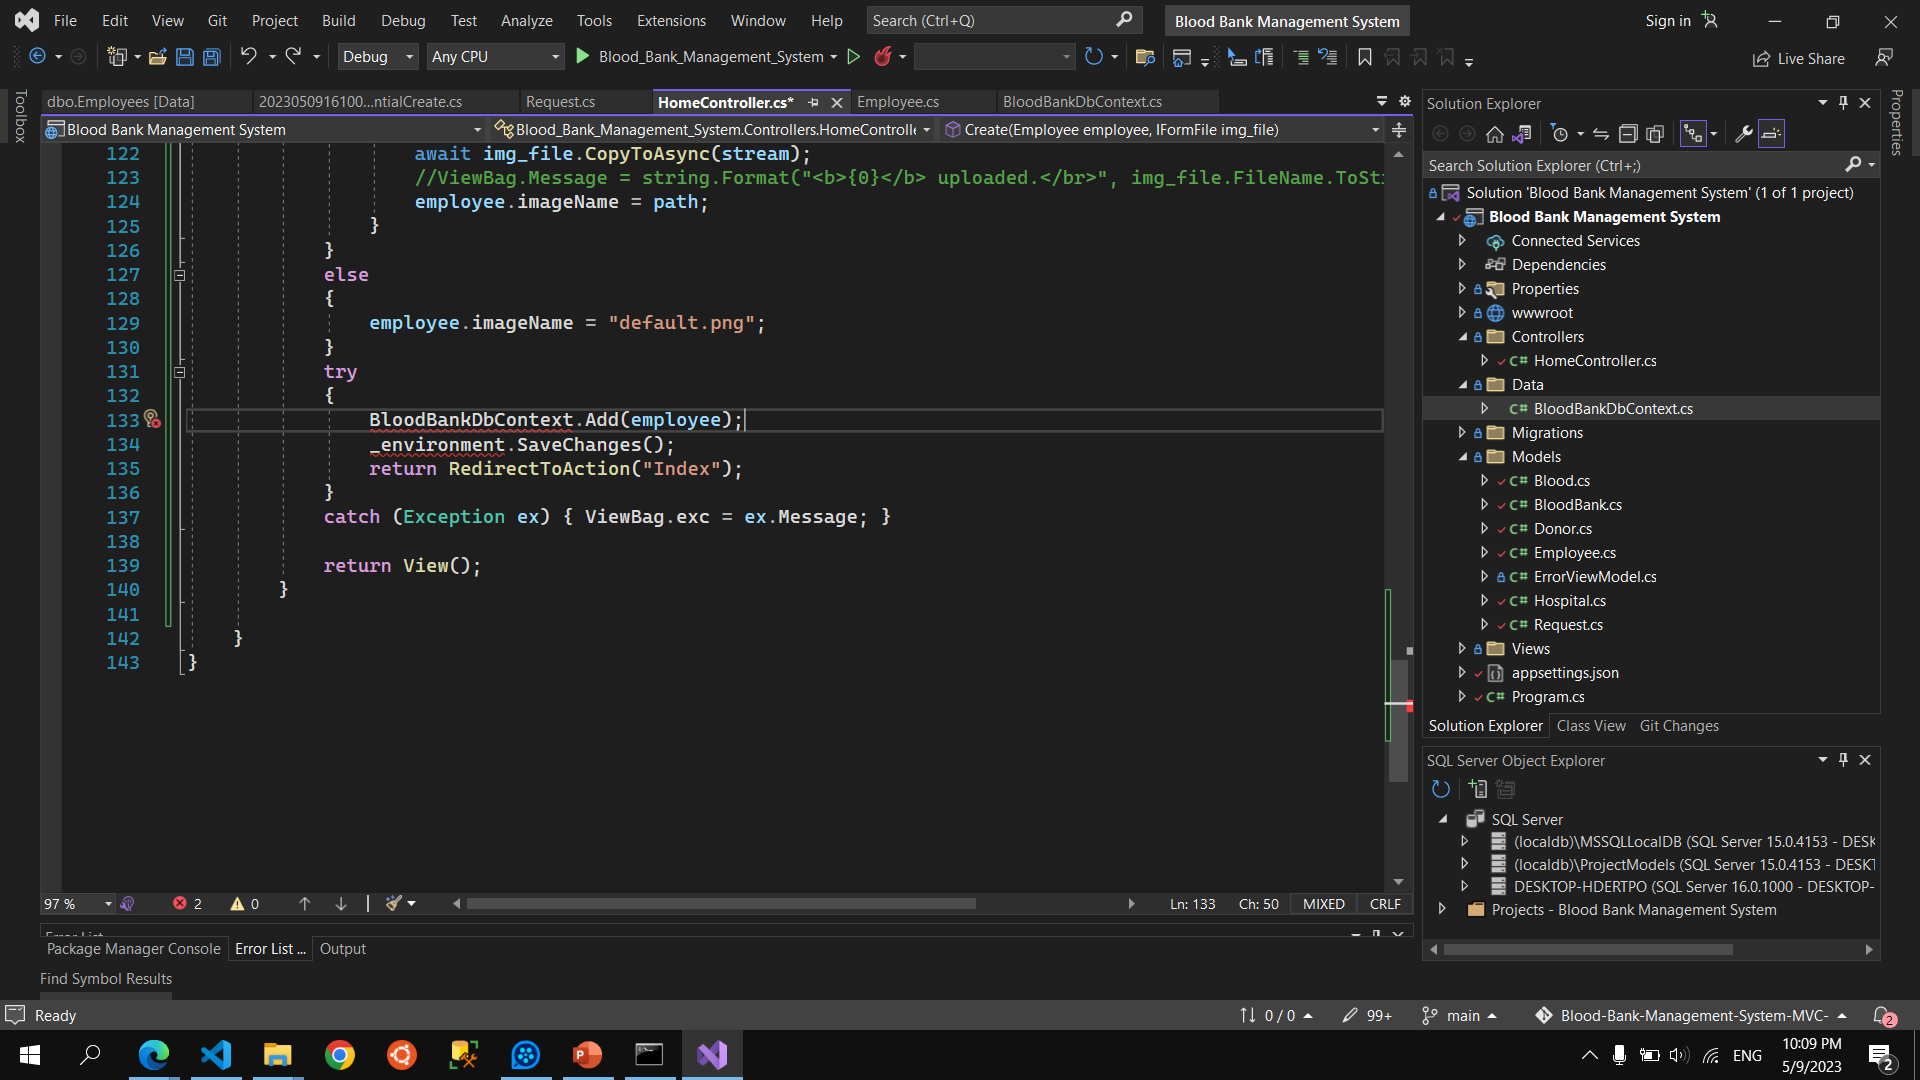 File Edit View Git Project Build Debug Test Analyze Tools Extensions Window Help Search (Ctrl+Q) Blood Bank Management System Sign in
Debug Any CPU Blood_Bank_Management_System Live Share
Toolbox
dbo.Employees [Data] 2023050916100...ntialCreate.cs Request.cs HomeController.cs* Employee.cs BloodBankDbContext.cs
Blood Bank Management System Blood_Bank_Management_System.Controllers.HomeControlle Create(Employee employee, IFormFile img_file)
122 await img_file.CopyToAsync(stream);
123 //ViewBag.Message = string.Format("<b>{0}</b> uploaded.</br>", img_file.FileName.ToStr
124 employee.imageName = path;
125 }
126 }
127 else
128 {
129 employee.imageName = "default.png";
130 }
131 try
132 {
133 BloodBankDbContext.Add(employee);
134 _environment.SaveChanges();
135 return RedirectToAction("Index");
136 }
137 catch (Exception ex) { ViewBag.exc = ex.Message; }
138
139 return View();
140 }
141
142 }
143 }
97 % 2 0 Ln: 133 Ch: 50 MIXED CRLF
Error List
Package Manager Console Error List ... Output
Find Symbol Results
Solution Explorer
Search Solution Explorer (Ctrl+;)
Solution 'Blood Bank Management System' (1 of 1 project)
Blood Bank Management System
Connected Services
Dependencies
Properties
wwwroot
Controllers
C# HomeController.cs
Data
C# BloodBankDbContext.cs
Migrations
Models
C# Blood.cs
C# BloodBank.cs
C# Donor.cs
C# Employee.cs
C# ErrorViewModel.cs
C# Hospital.cs
C# Request.cs
Views
appsettings.json
C# Program.cs
Solution Explorer Class View Git Changes
SQL Server Object Explorer
SQL Server
(localdb)\MSSQLLocalDB (SQL Server 15.0.4153 - DESK
(localdb)\ProjectModels (SQL Server 15.0.4153 - DESKT
DESKTOP-HDERTPO (SQL Server 16.0.1000 - DESKTOP-
Projects - Blood Bank Management System
Properties
Ready 0 / 0 99+ main Blood-Bank-Management-System-MVC- 2
ENG 10:09 PM
5/9/2023 2